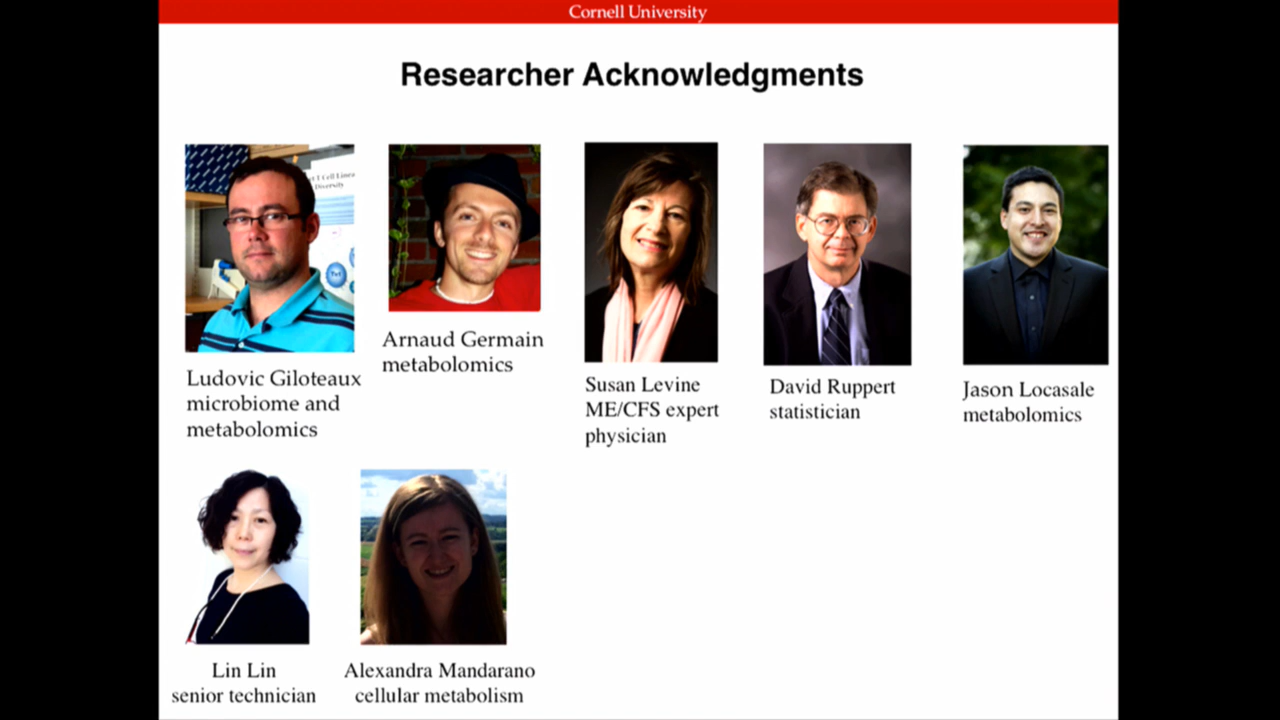 Cornell University
Researcher Acknowledgments
Ludovic Giloteaux
microbiome and
metabolomics
Arnaud Germain
metabolomics
Susan Levine
ME/CFS expert
physician
David Ruppert
statistician
Jason Locasale
metabolomics
Lin Lin
senior technician
Alexandra Mandarano
cellular metabolism